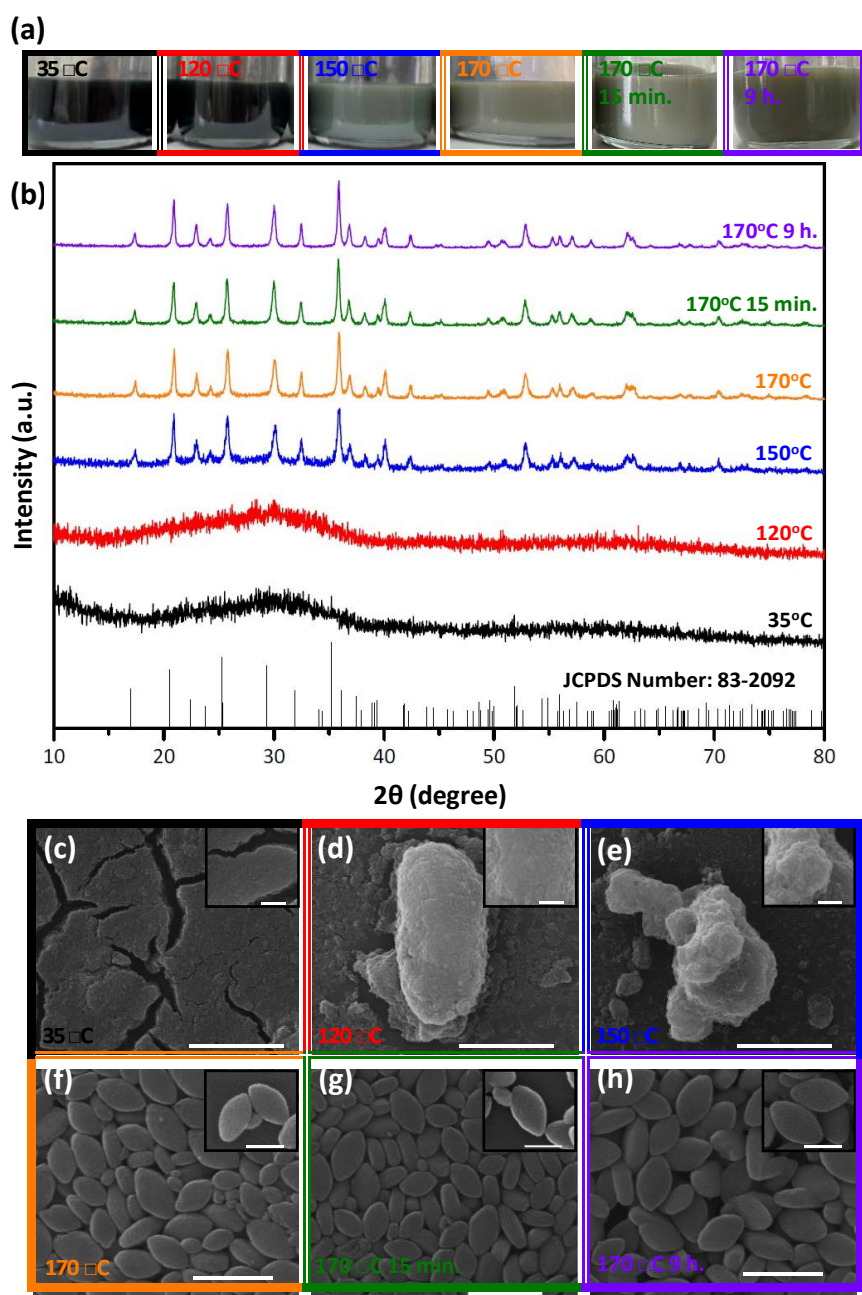 (a)
35 □C
120 □C
150 □C
170 □C
170 □C
15 min.
170 □C
9 h.
(b)
170°C 9 h.
170°C 15 min.
170°C
150°C
120°C
35°C
JCPDS Number: 83-2092
Intensity (a.u.)
10 20 30 40 50 60 70 80
2θ (degree)
(c)
35 □C
(d)
120 □C
(e)
150 □C
(f)
170 □C
(g)
170 □C 15 min.
(h)
170 □C 9 h.